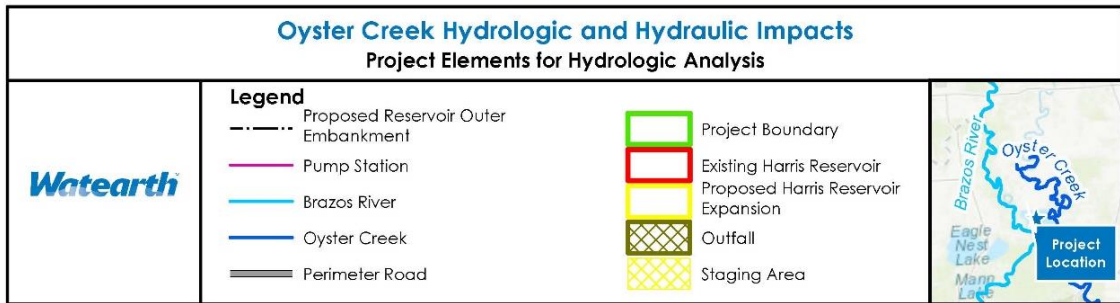 Oyster Creek Hydrologic and Hydraulic Impacts
Project Elements for Hydrologic Analysis
Watearth
Legend
Proposed Reservoir Outer
Embankment
Pump Station
Brazos River
Oyster Creek
Perimeter Road
Project Boundary
Existing Harris Reservoir
Proposed Harris Reservoir
Expansion
Outfall
Staging Area
Brazos River
Oyster Creek
Eagle
Nest
Lake
Mann
Lake
Project
Location